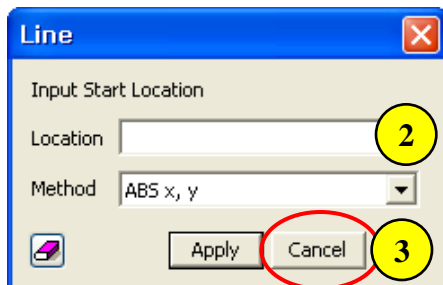 Line
Input Start Location
Location 2
Method ABS x, y
Apply Cancel 3